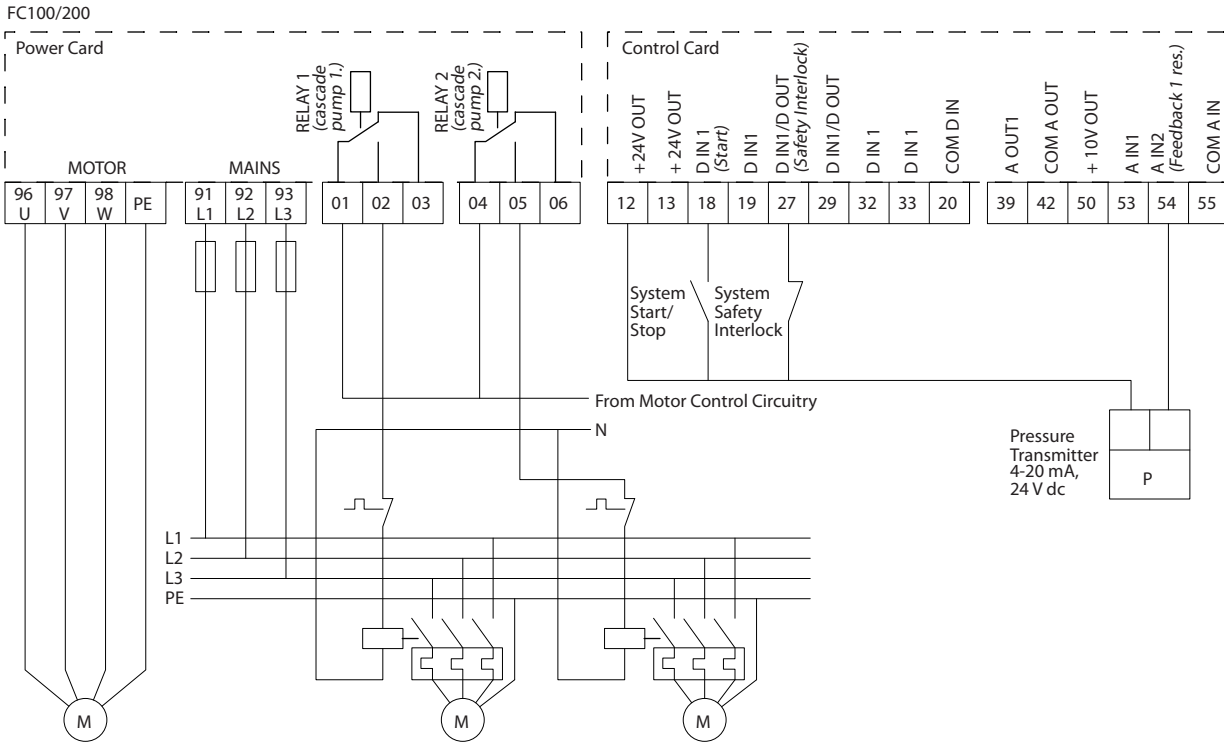 FC100/200
Power Card
Control Card
RELAY 1
(cascade
pump 1.)
RELAY 2
(cascade
pump 2.)
+24V OUT
+ 24V OUT
D IN 1
(Start)
D IN1
D IN1/D OUT
(Safety Interlock)
D IN1/D OUT
D IN 1
D IN 1
COM D IN
A OUT1
COM A OUT
+ 10V OUT
A IN1
A IN2
(Feedback 1 res.)
COM A IN
MOTOR
MAINS
96 97 98 PE 91 92 93 01 02 03 04 05 06 12 13 18 19 27 29 32 33 20 39 42 50 53 54 55
U V W L1 L2 L3
System
Start/
Stop
System
Safety
Interlock
From Motor Control Circuitry
N
Pressure
Transmitter
4-20 mA,
24 V dc
P
L1
L2
L3
PE
M M M